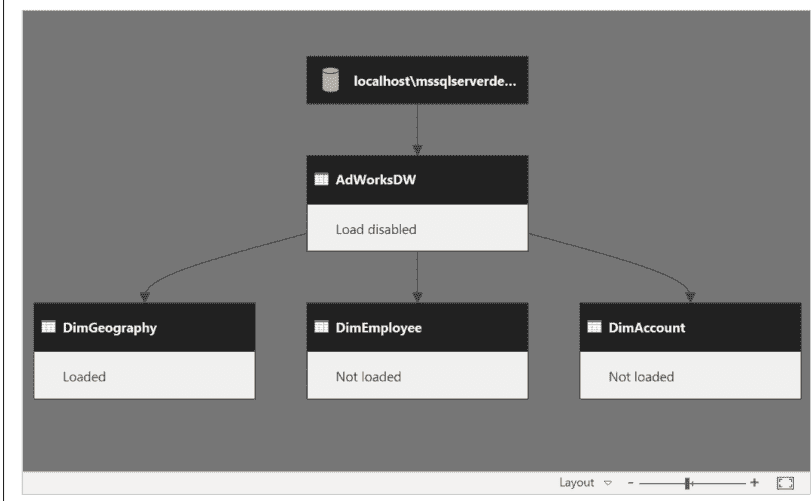 localhost\mssqlserverde...
AdWorksDW
Load disabled
DimGeography
DimEmployee
DimAccount
Loaded
Not loaded
Not loaded
Layout